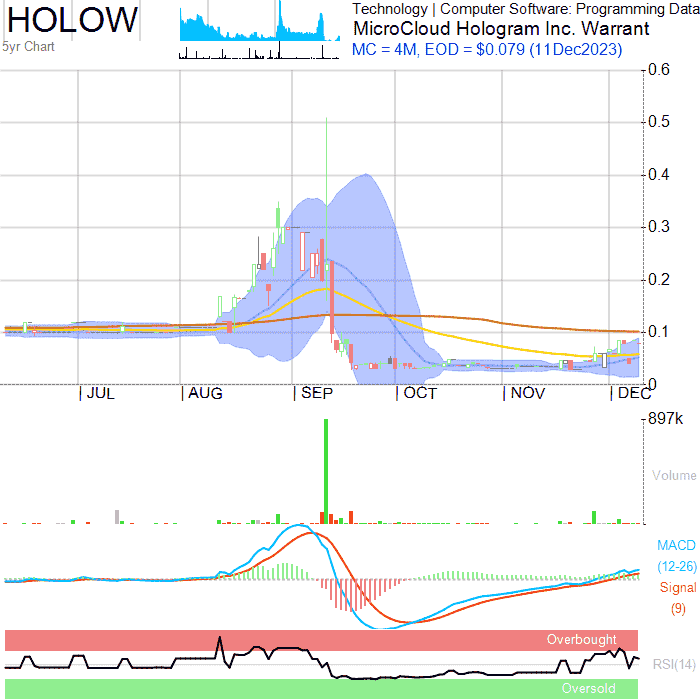 HOLOW
5yr Chart
Technology | Computer Software: Programming Data
MicroCloud Hologram Inc. Warrant
MC = 4M, EOD = $0.079 (11Dec2023)
0.6
0.5
0.4
0.3
0.2
0.1
0
JUL AUG SEP OCT NOV DEC
897k
Volume
MACD
(12-26)
Signal
(9)
Overbought
RSI(14)
Oversold